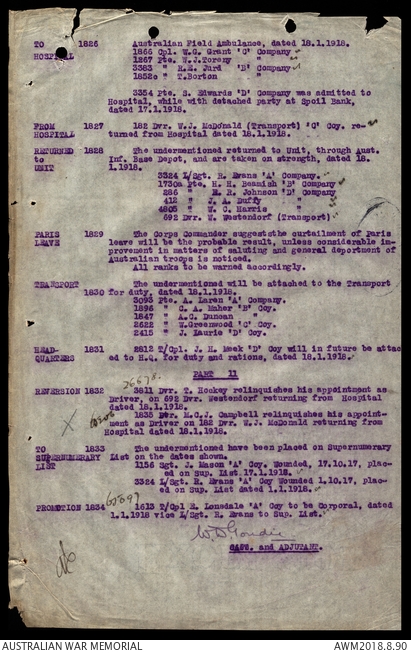 TO 1826 Australian Field Ambulance, dated 18.1.1918.
HOSPITAL 1866 Cpl. W.G. Grant 'C' Company
1267 Pte. W.J. "
3383 " H.E. Jurd 'B' Company
1852c " T. Borton "
3354 Pte. S. Edwards 'D' Company was admitted to
Hospital, while with detached party at Spoil Bank,
dated 17.1.1918.
FROM 1827 182 Dvr. W.J. McDonald (Transport) 'C' Coy. re-
HOSPITAL turned from Hospital dated 18.1.1918.
RETURNED 1828 The undermentioned returned to Unit, through Aust.
to Inf. Base Depot, and are taken on strength, dated 18.
UNIT 1.1918.
3324 L/Sgt. R. Evans 'A' Company.
1730a Pte. H. H. Beamish 'B' Company
286 " E. R. Johnson 'D' Company
412 " J. A. Duffy "
4805 " W. C. Harris "
692 Dvr. N. Westendorf (Transport)
PARIS 1829 The Corps Commander suggests the curtailment of Paris
LEAVE leave will be the probable result, unless considerable im-
provement in matters of saluting and general deportment of
Australian troops is noticed.
All ranks to be warned accordingly.
TRANSPORT The undermentioned will be attached to the Transport
1830 for duty, dated 18.1.1918.
3093 Pte. A. Laren 'A' Company.
1896 " C. A. Maher 'B' Coy.
1847 " A.C. Duncan "
2622 " W.Greenwood 'C' Coy.
2415 " J. Laurie 'D' Coy.
HEAD- 1831 2812 T/Cpl. J. H. Meek 'D' Coy will in future be attac
QUARTERS ed to H.Q. for duty and rations, dated 18.1.1918.
PART 11
26678.
REVERSION 1832 3811 Dvr. T. Hockey relinquishes his appointment as
Driver, on 692 Dvr. Westendorf returning from Hospital
dated 18.1.1918.
1835 Dvr. M.C.J. Campbell relinquishes his appoint-
ment as Driver on 182 Dvr. W.J. McDonald returning from
Hospital dated 18.1.1918.
TO 1833 The undermentioned have been placed on Supernumerary
SUPERNUMERARY List on the dates shown.
LIST 1156 Sgt. J. Mason 'A' Coy. Wounded, 17.10.17, plac-
ed on Sup. List 17.1.1918.
3324 L/Sgt. R. Evans 'A' Coy Wounded 1.10.17, plac-
ed on Sup. List dated 1.1.1918.
PROMOTION 1834 1613 T/Cpl E. Lonsdale 'A' Coy to be Corporal, dated
1.1.1918 vice L/Sgt. R. Evans to Sup. List.
CAPT. and ADJUTANT.
AUSTRALIAN WAR MEMORIAL AWM2018.8.90